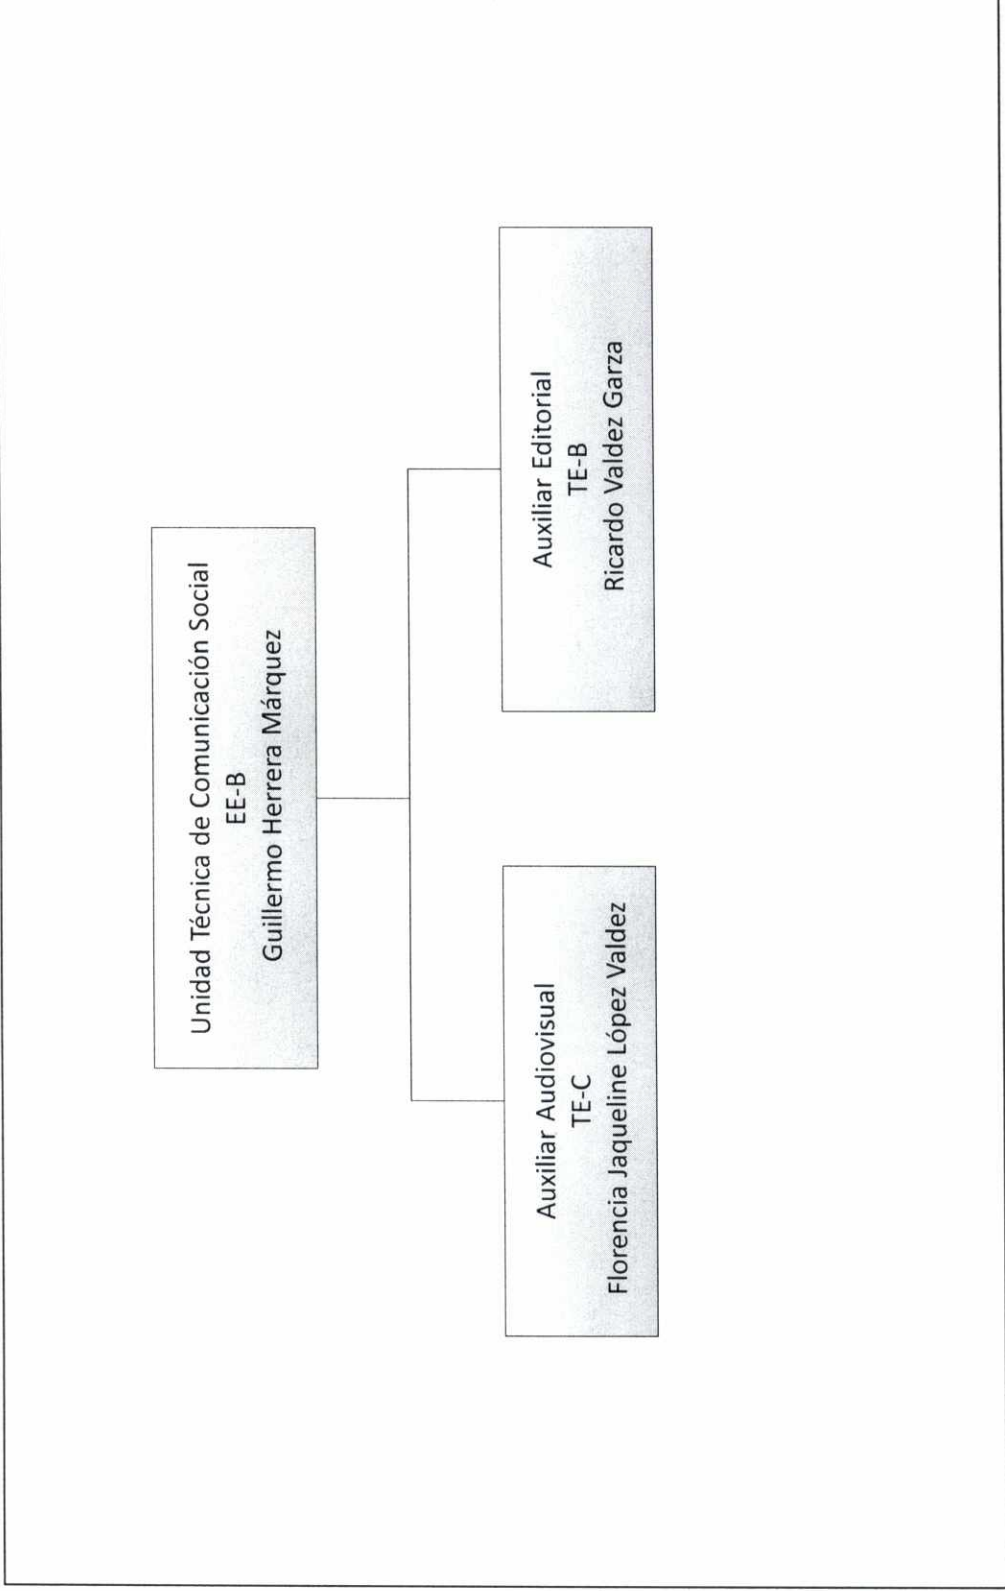 Unidad Técnica de Comunicación Social
EE-B
Guillermo Herrera Márquez
Auxiliar Audiovisual
TE-C
Florencia Jaqueline López Valdez
Auxiliar Editorial
TE-B
Ricardo Valdez Garza